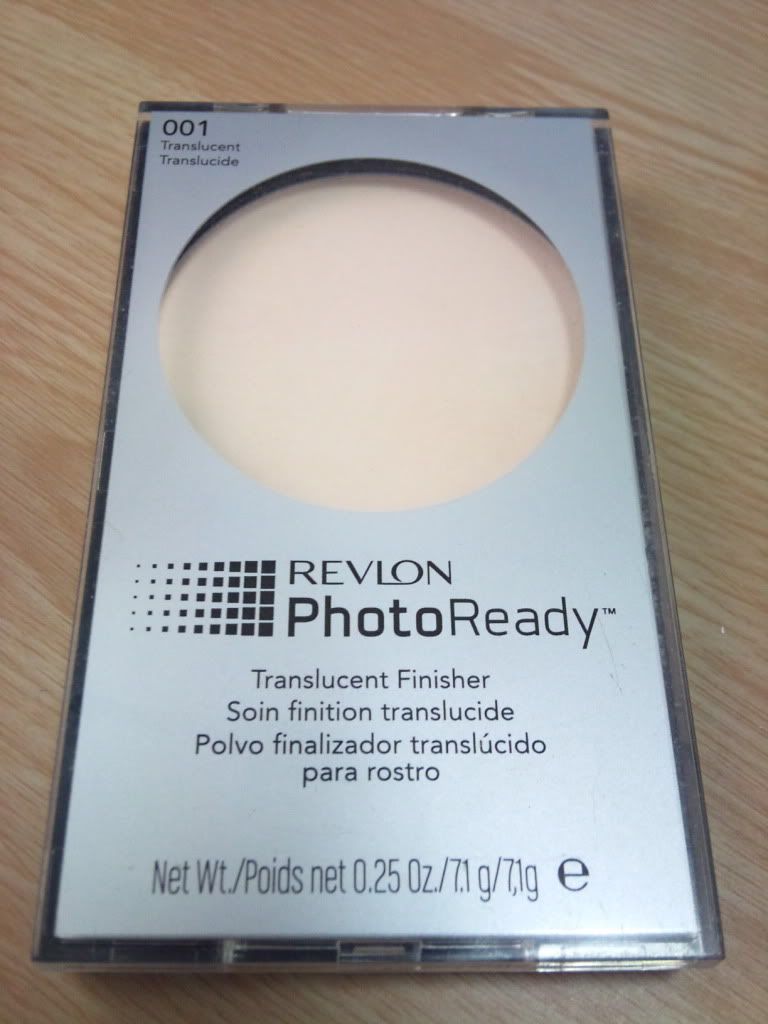 001
Translucent
Translucide
REVLON
PhotoReady™
Translucent Finisher
Soin finition translucide
Polvo finalizador translúcido
para rostro
Net Wt./Poids net 0.25 Oz./7.1 g/7,1g ℮